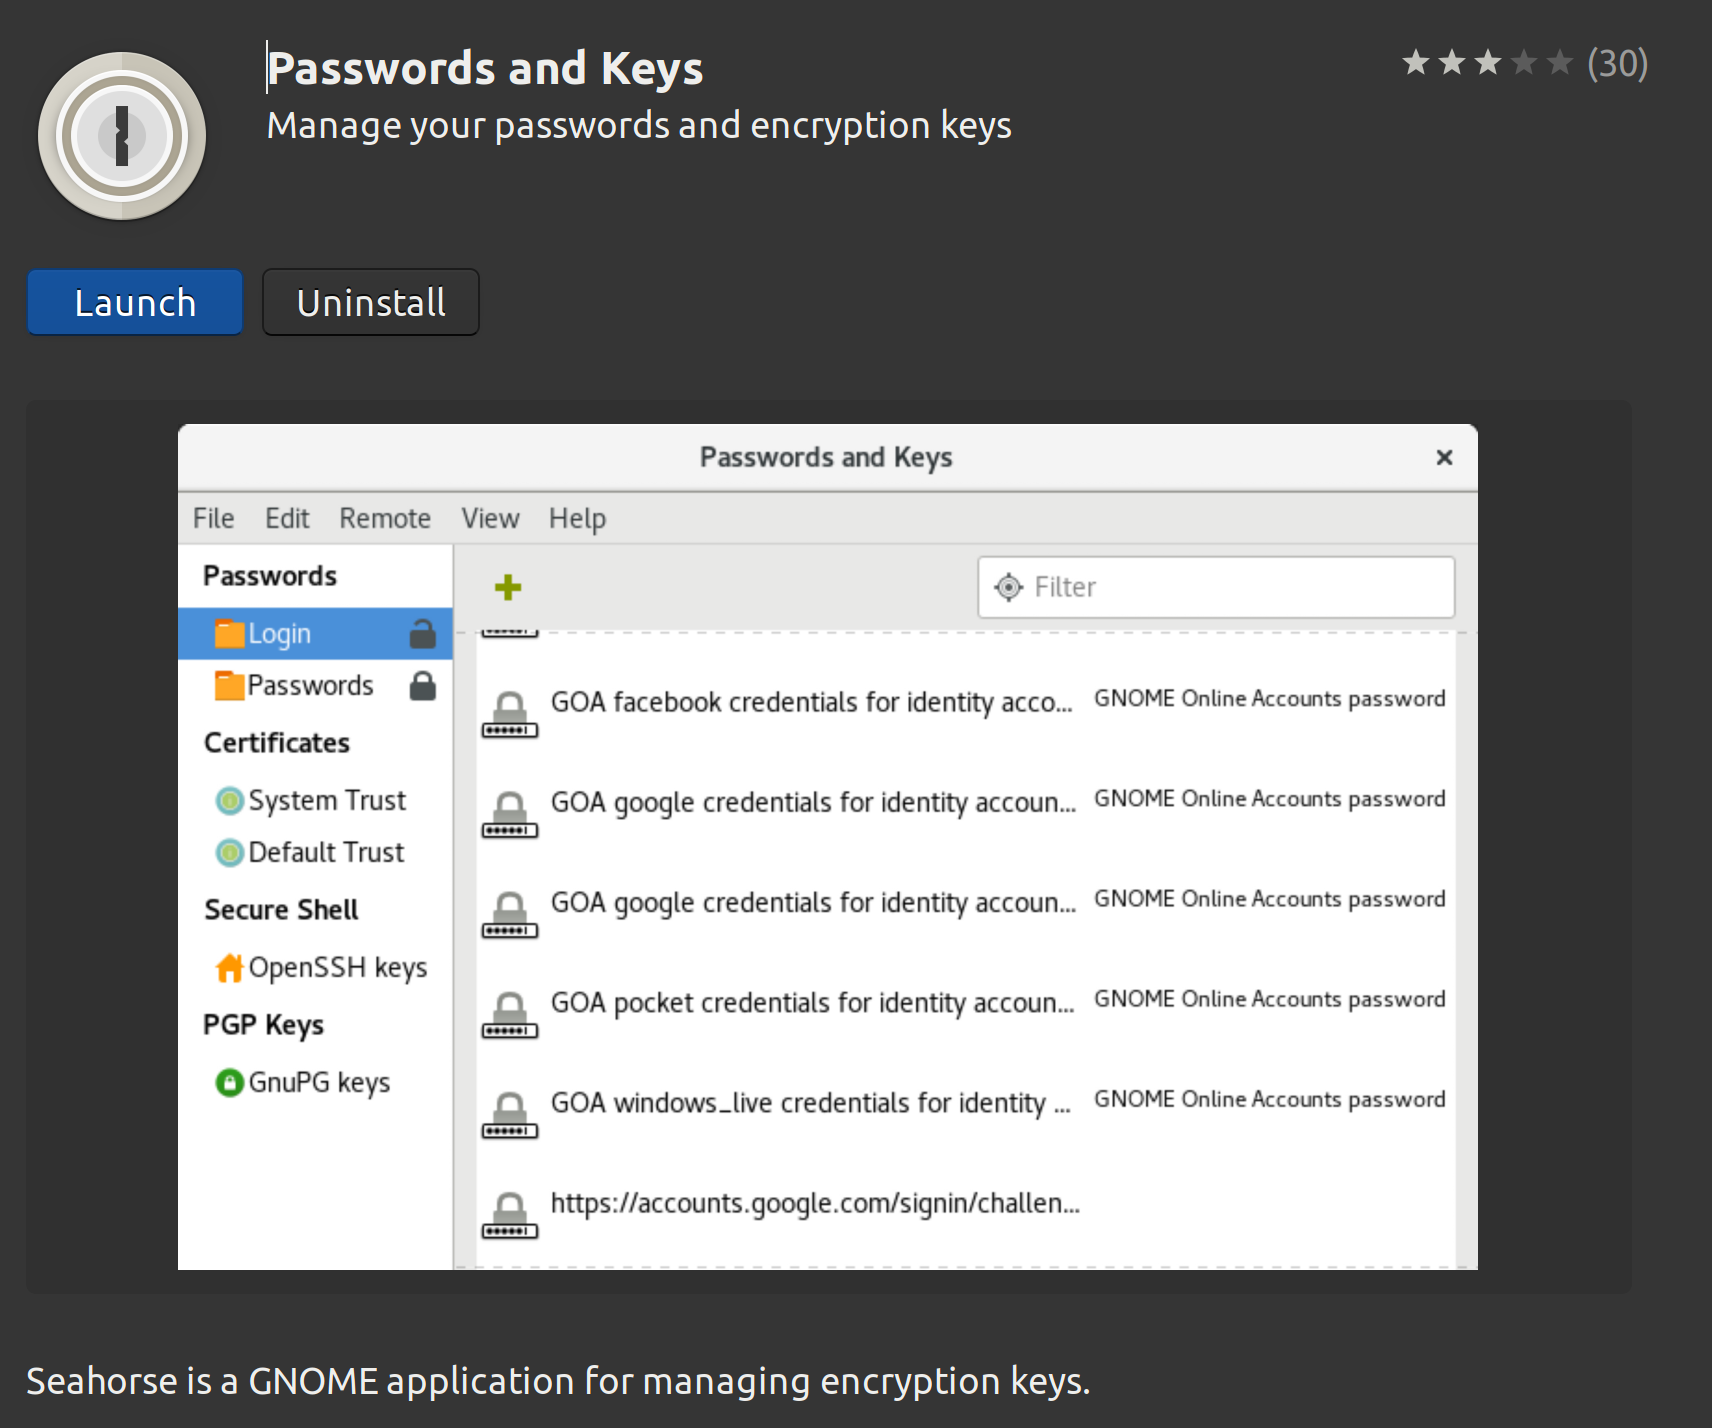 Passwords and Keys
(30)
Manage your passwords and encryption keys
Launch Uninstall
Passwords and Keys
File Edit Remote View Help
Passwords
Filter
Login
Passwords
Certificates
System Trust
Default Trust
Secure Shell
OpenSSH keys
PGP Keys
GnuPG keys
GOA facebook credentials for identity acco... GNOME Online Accounts password
GOA google credentials for identity accoun... GNOME Online Accounts password
GOA google credentials for identity accoun... GNOME Online Accounts password
GOA pocket credentials for identity accoun... GNOME Online Accounts password
GOA windows_live credentials for identity ... GNOME Online Accounts password
https://accounts.google.com/signin/challen...
Seahorse is a GNOME application for managing encryption keys.